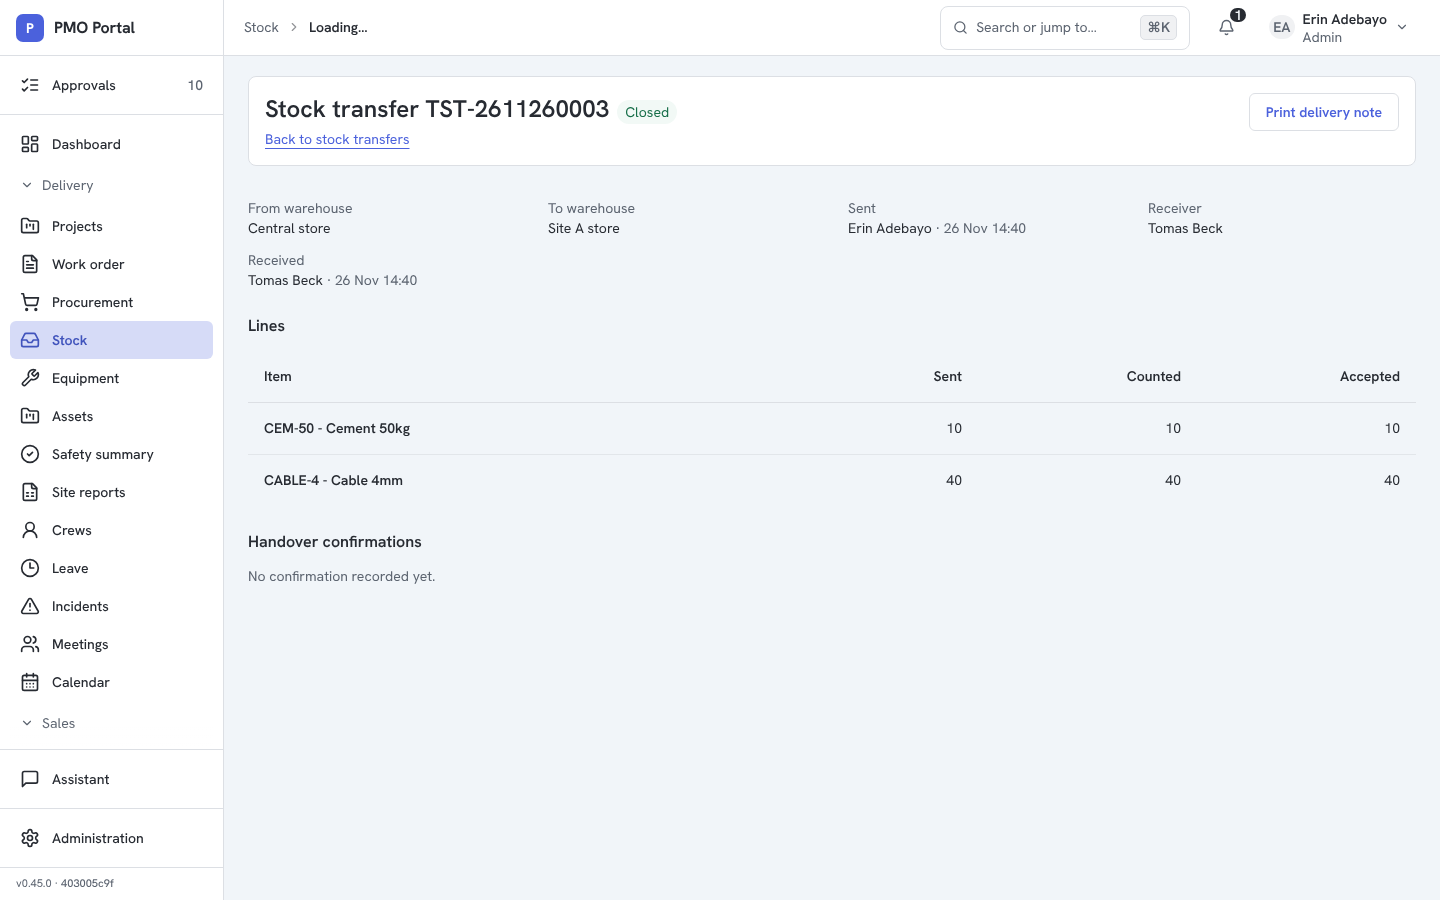 P PMO Portal
Stock > Loading...
Search or jump to... ⌘K
1
EA
Erin Adebayo
Admin
Approvals 10
Dashboard
Delivery
Projects
Work order
Procurement
Stock
Equipment
Assets
Safety summary
Site reports
Crews
Leave
Incidents
Meetings
Calendar
Sales
Assistant
Administration
v0.45.0 · 403005c9f
Stock transfer TST-2611260003 Closed
Back to stock transfers
Print delivery note
From warehouse To warehouse Sent Receiver
Central store Site A store Erin Adebayo · 26 Nov 14:40 Tomas Beck
Received
Tomas Beck · 26 Nov 14:40
Lines
Item Sent Counted Accepted
CEM-50 - Cement 50kg 10 10 10
CABLE-4 - Cable 4mm 40 40 40
Handover confirmations
No confirmation recorded yet.